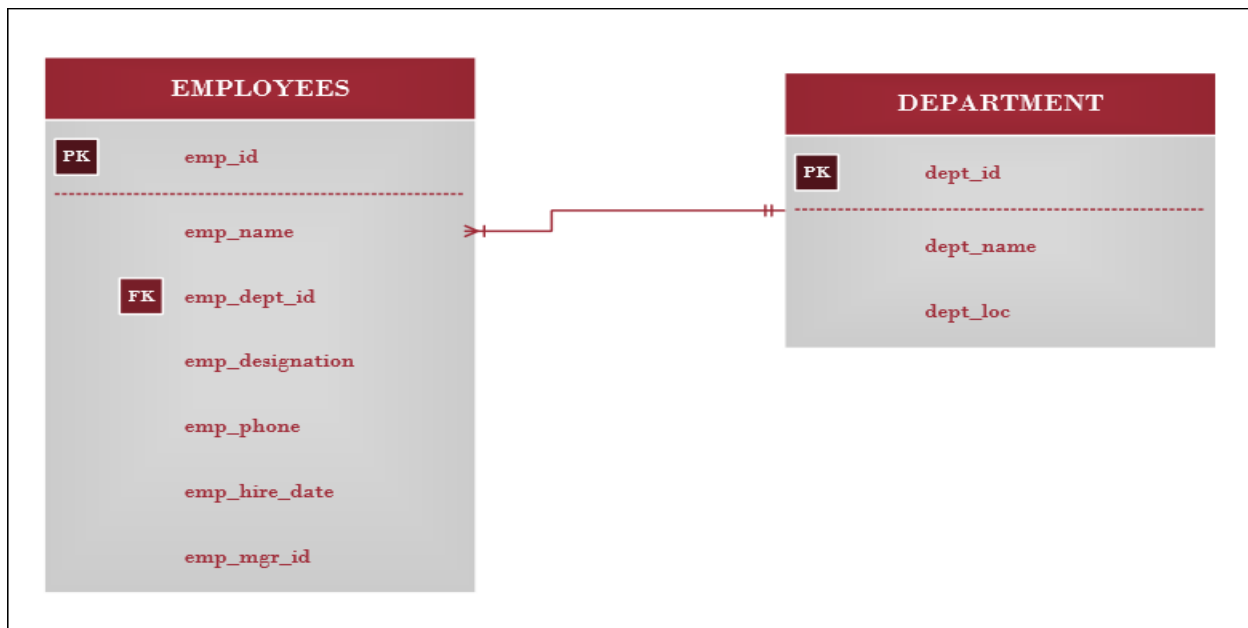 EMPLOYEES
PK emp_id
emp_name
FK emp_dept_id
emp_designation
emp_phone
emp_hire_date
emp_mgr_id
DEPARTMENT
PK dept_id
dept_name
dept_loc